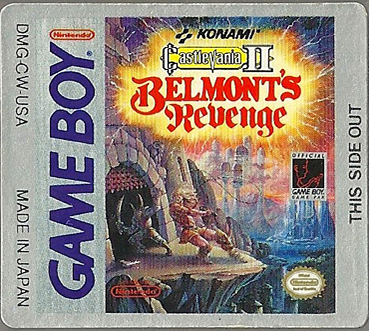 DMG-CW-USA
MADE IN JAPAN
Nintendo
GAME BOY
KONAMI
Castlevania II
BELMONT'S
Revenge
OFFICIAL
Nintendo
GAME BOY
GAME PAK
Nintendo
THIS SIDE OUT